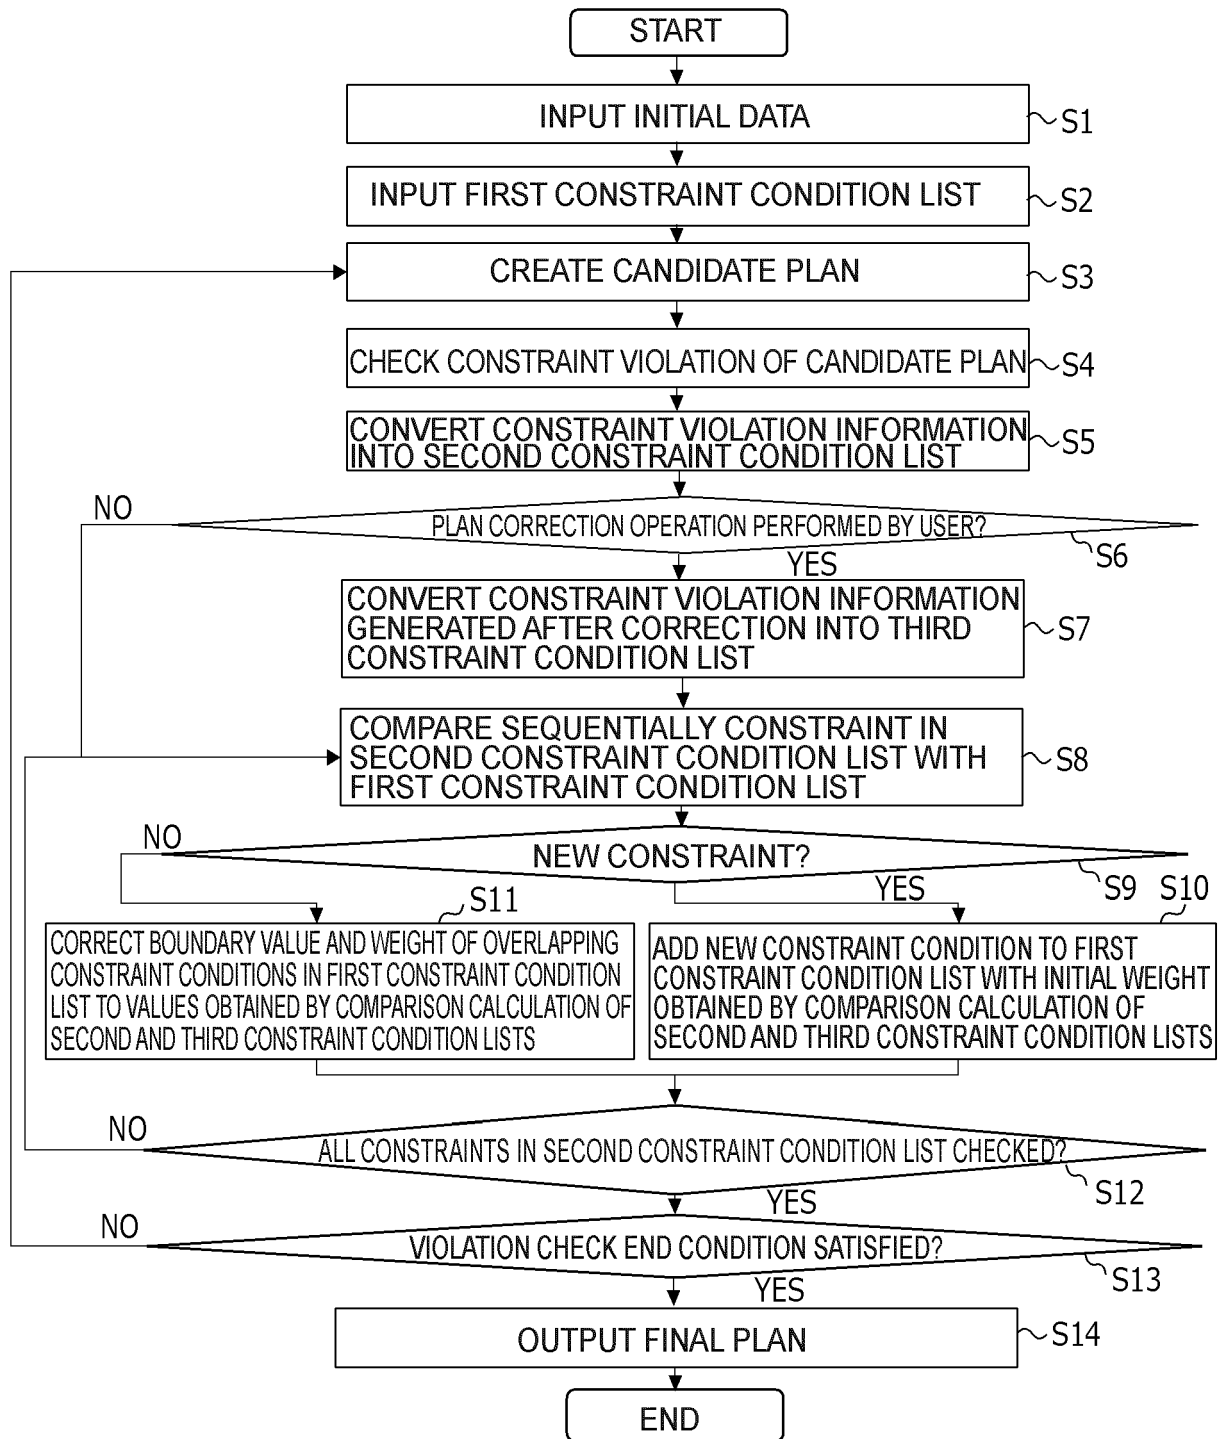 START
INPUT INITIAL DATA
S1
INPUT FIRST CONSTRAINT CONDITION LIST
S2
CREATE CANDIDATE PLAN
S3
CHECK CONSTRAINT VIOLATION OF CANDIDATE PLAN
S4
CONVERT CONSTRAINT VIOLATION INFORMATION
INTO SECOND CONSTRAINT CONDITION LIST
S5
NO
PLAN CORRECTION OPERATION PERFORMED BY USER?
S6
YES
CONVERT CONSTRAINT VIOLATION INFORMATION
GENERATED AFTER CORRECTION INTO THIRD
CONSTRAINT CONDITION LIST
S7
COMPARE SEQUENTIALLY CONSTRAINT IN
SECOND CONSTRAINT CONDITION LIST WITH
FIRST CONSTRAINT CONDITION LIST
S8
NO
NEW CONSTRAINT?
S9
YES
S11
CORRECT BOUNDARY VALUE AND WEIGHT OF OVERLAPPING
CONSTRAINT CONDITIONS IN FIRST CONSTRAINT CONDITION
LIST TO VALUES OBTAINED BY COMPARISON CALCULATION OF
SECOND AND THIRD CONSTRAINT CONDITION LISTS
S10
ADD NEW CONSTRAINT CONDITION TO FIRST
CONSTRAINT CONDITION LIST WITH INITIAL WEIGHT
OBTAINED BY COMPARISON CALCULATION OF
SECOND AND THIRD CONSTRAINT CONDITION LISTS
NO
ALL CONSTRAINTS IN SECOND CONSTRAINT CONDITION LIST CHECKED?
S12
YES
NO
VIOLATION CHECK END CONDITION SATISFIED?
S13
YES
OUTPUT FINAL PLAN
S14
END